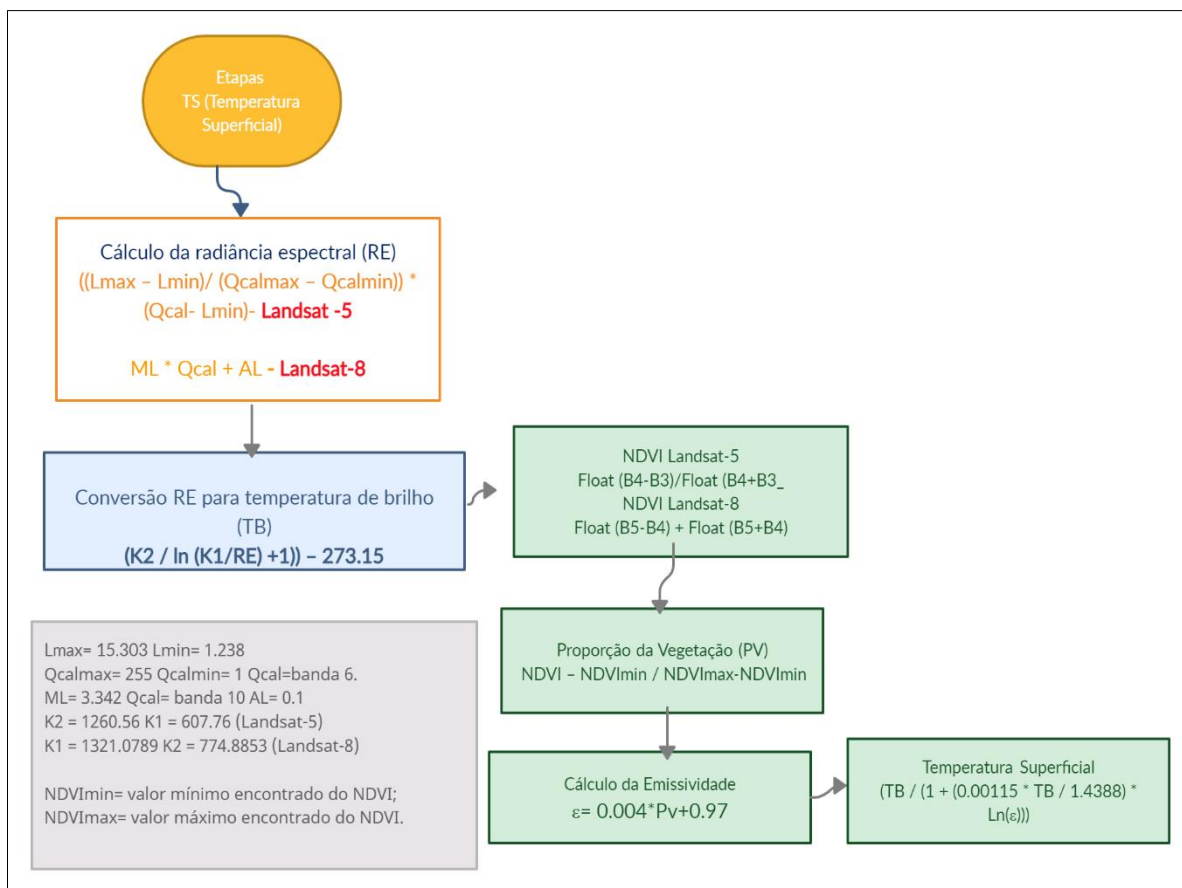 Etapas
TS (Temperatura
Superficial)
Cálculo da radiância espectral (RE)
((Lmax – Lmin)/ (Qcalmax – Qcalmin)) *
(Qcal- Lmin)- Landsat -5
ML * Qcal + AL - Landsat-8
Conversão RE para temperatura de brilho
(TB)
(K2 / ln (K1/RE) +1)) – 273.15
NDVI Landsat-5
Float (B4-B3)/Float (B4+B3_
NDVI Landsat-8
Float (B5-B4) + Float (B5+B4)
Proporção da Vegetação (PV)
NDVI – NDVImin / NDVImax-NDVImin
Cálculo da Emissividade
ε= 0.004*Pv+0.97
Temperatura Superficial
(TB / (1 + (0.00115 * TB / 1.4388) *
Ln(ε)))
Lmax= 15.303 Lmin= 1.238
Qcalmax= 255 Qcalmin= 1 Qcal=banda 6.
ML= 3.342 Qcal= banda 10 AL= 0.1
K2 = 1260.56 K1 = 607.76 (Landsat-5)
K1 = 1321.0789 K2 = 774.8853 (Landsat-8)
NDVImin= valor mínimo encontrado do NDVI;
NDVImax= valor máximo encontrado do NDVI.